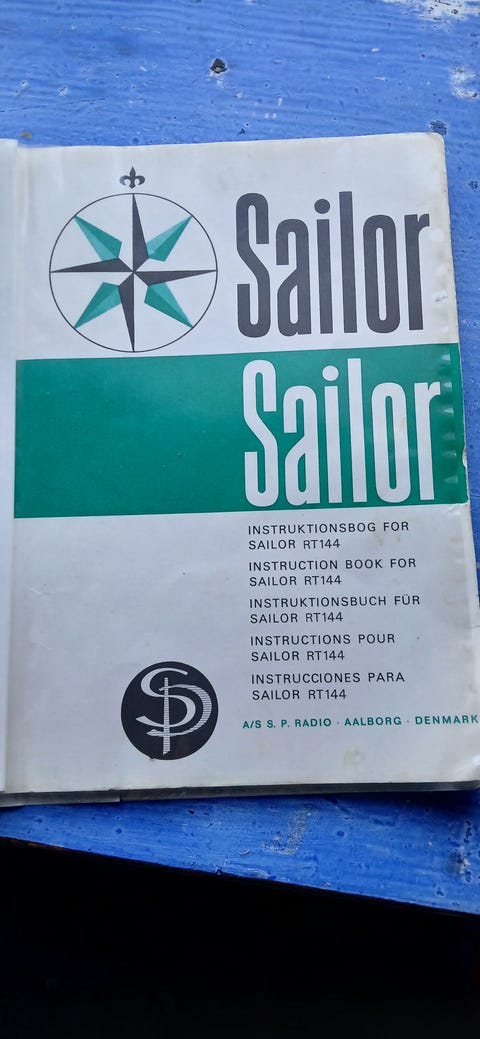 Sailor
Sailor
INSTRUKTIONSBOG FOR
SAILOR RT144
INSTRUCTION BOOK FOR
SAILOR RT144
INSTRUKTIONSBUCH FÜR
SAILOR RT144
INSTRUCTIONS POUR
SAILOR RT144
INSTRUCCIONES PARA
SAILOR RT144
SP
A/S S. P. RADIO · AALBORG · DENMARK